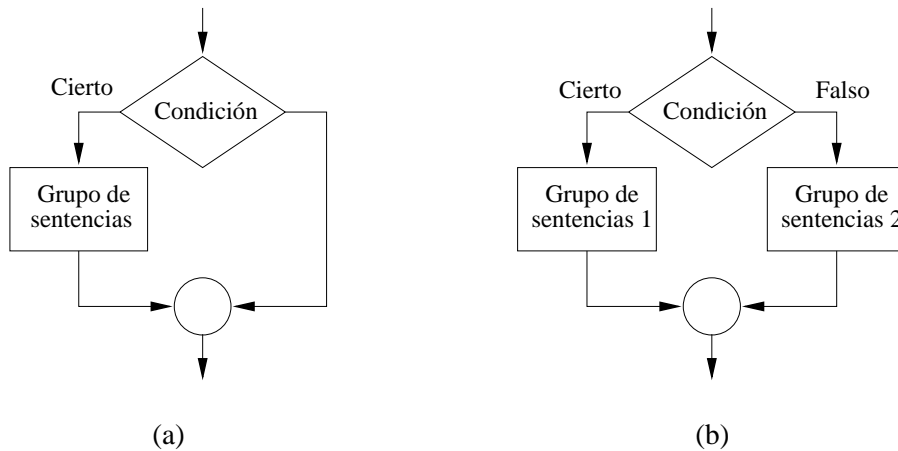 Cierto
Condición
Grupo de
sentencias
(a)
Cierto
Falso
Condición
Grupo de
sentencias 1
Grupo de
sentencias 2
(b)